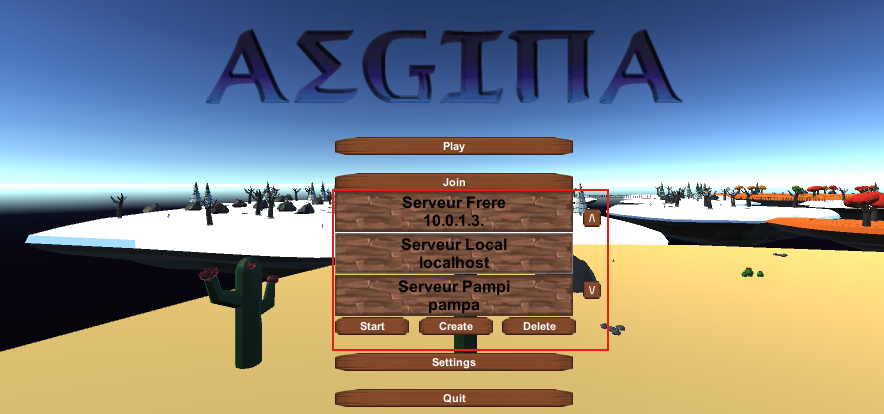 AΣGIΠA
Play
Join
Serveur Frere
10.0.1.3.
Serveur Local
localhost
Serveur Pampi
pampa
Λ
V
Start Create Delete
Settings
Quit